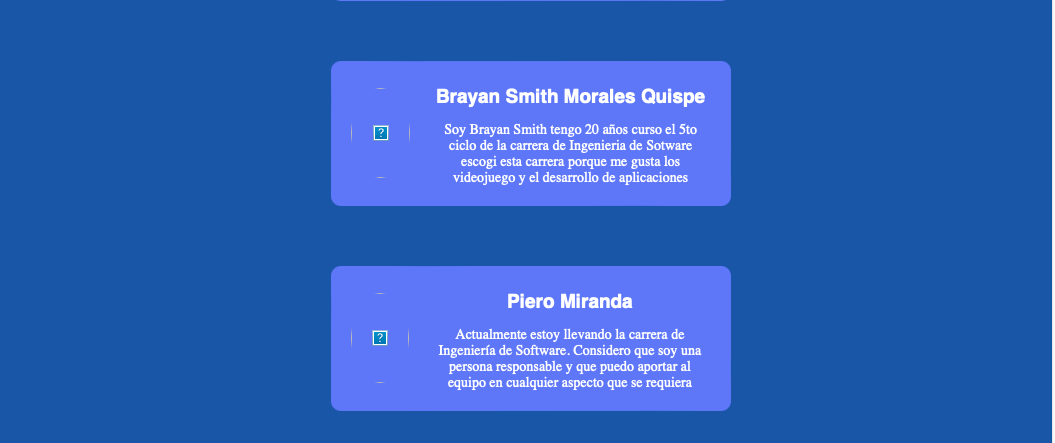 Brayan Smith Morales Quispe
Soy Brayan Smith tengo 20 años curso el 5to
ciclo de la carrera de Ingenieria de Sotware
escogi esta carrera porque me gusta los
videojuego y el desarrollo de aplicaciones
Piero Miranda
Actualmente estoy llevando la carrera de
Ingeniería de Software. Considero que soy una
persona responsable y que puedo aportar al
equipo en cualquier aspecto que se requiera